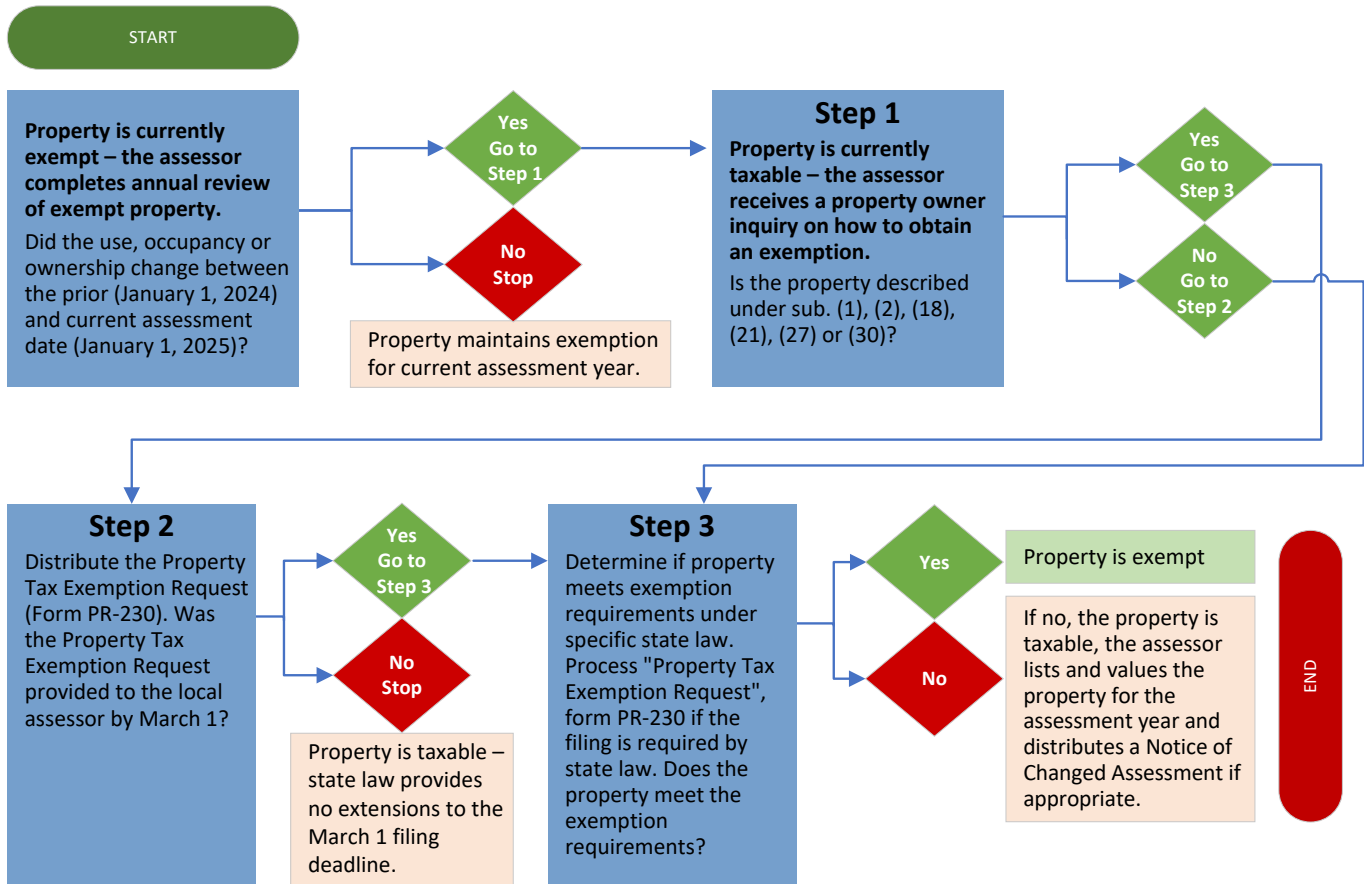 START
Property is currently
exempt – the assessor
completes annual review
of exempt property.
Did the use, occupancy or
ownership change between
the prior (January 1, 2024)
and current assessment
date (January 1, 2025)?
Yes
Go to
Step 1
No
Stop
Property maintains exemption
for current assessment year.
Step 1
Property is currently
taxable – the assessor
receives a property owner
inquiry on how to obtain
an exemption.
Is the property described
under sub. (1), (2), (18),
(21), (27) or (30)?
Yes
Go to
Step 3
No
Go to
Step 2
Step 2
Distribute the Property
Tax Exemption Request
(Form PR-230). Was
the Property Tax
Exemption Request
provided to the local
assessor by March 1?
Yes
Go to
Step 3
No
Stop
Property is taxable –
state law provides
no extensions to the
March 1 filing
deadline.
Step 3
Determine if property
meets exemption
requirements under
specific state law.
Process "Property Tax
Exemption Request",
form PR-230 if the
filing is required by
state law. Does the
property meet the
exemption
requirements?
Yes
No
Property is exempt
If no, the property is
taxable, the assessor
lists and values the
property for the
assessment year and
distributes a Notice of
Changed Assessment if
appropriate.
END